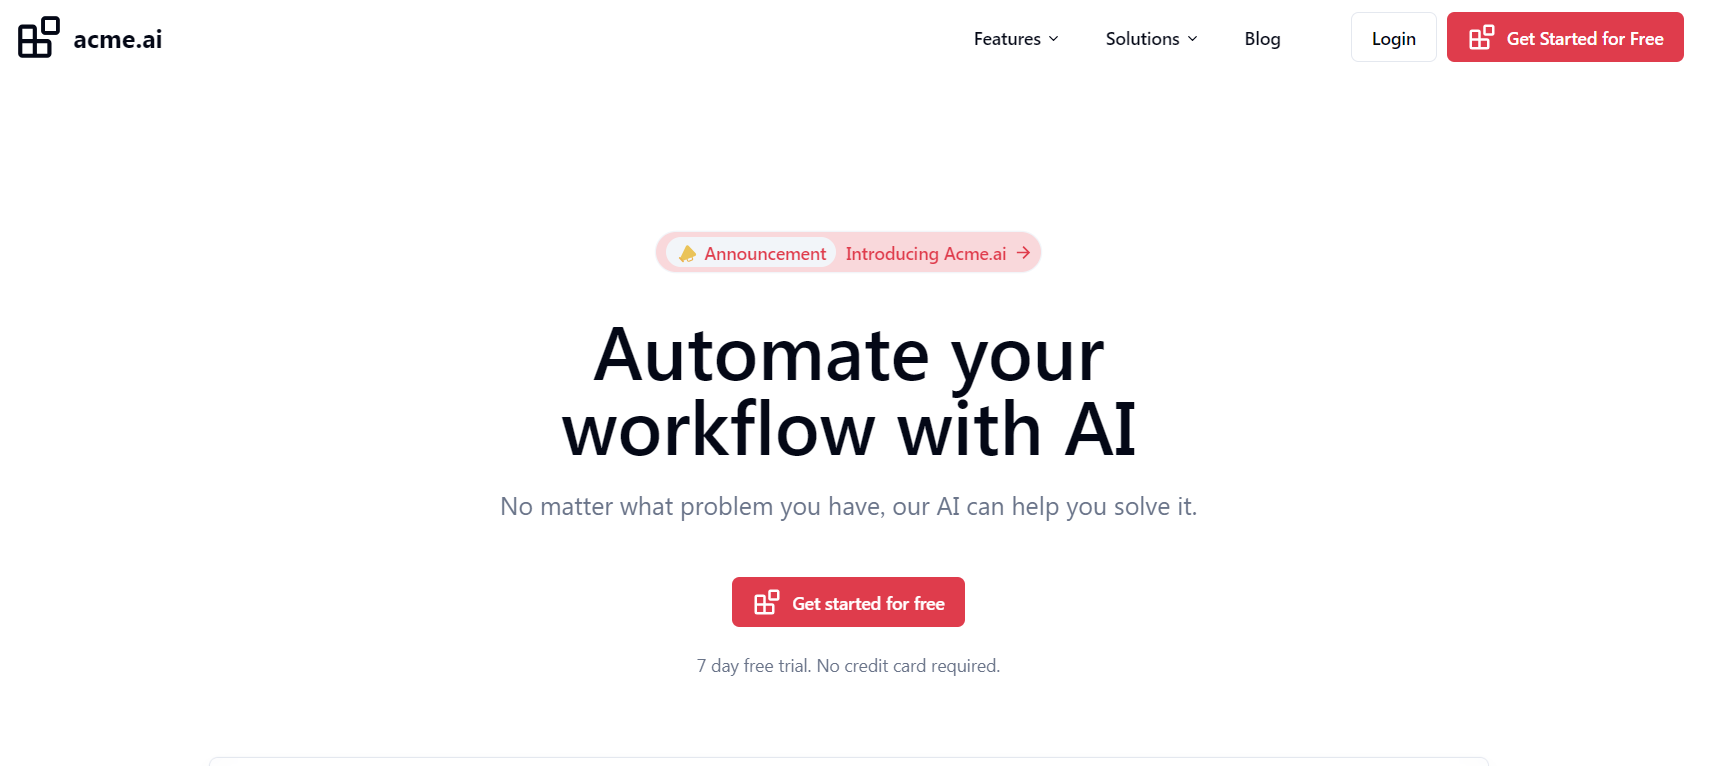 acme.ai
Features
Solutions
Blog
Login
Get Started for Free
Announcement
Introducing Acme.ai
Automate your
workflow with AI
No matter what problem you have, our AI can help you solve it.
Get started for free
7 day free trial. No credit card required.